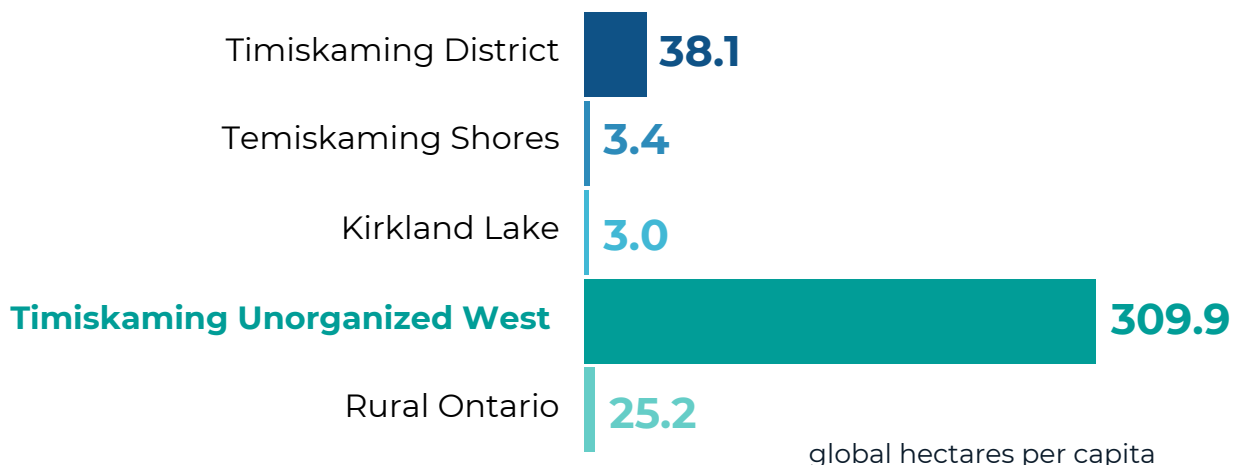 Timiskaming District 38.1
Temiskaming Shores 3.4
Kirkland Lake 3.0
Timiskaming Unorganized West 309.9
Rural Ontario 25.2
global hectares per capita